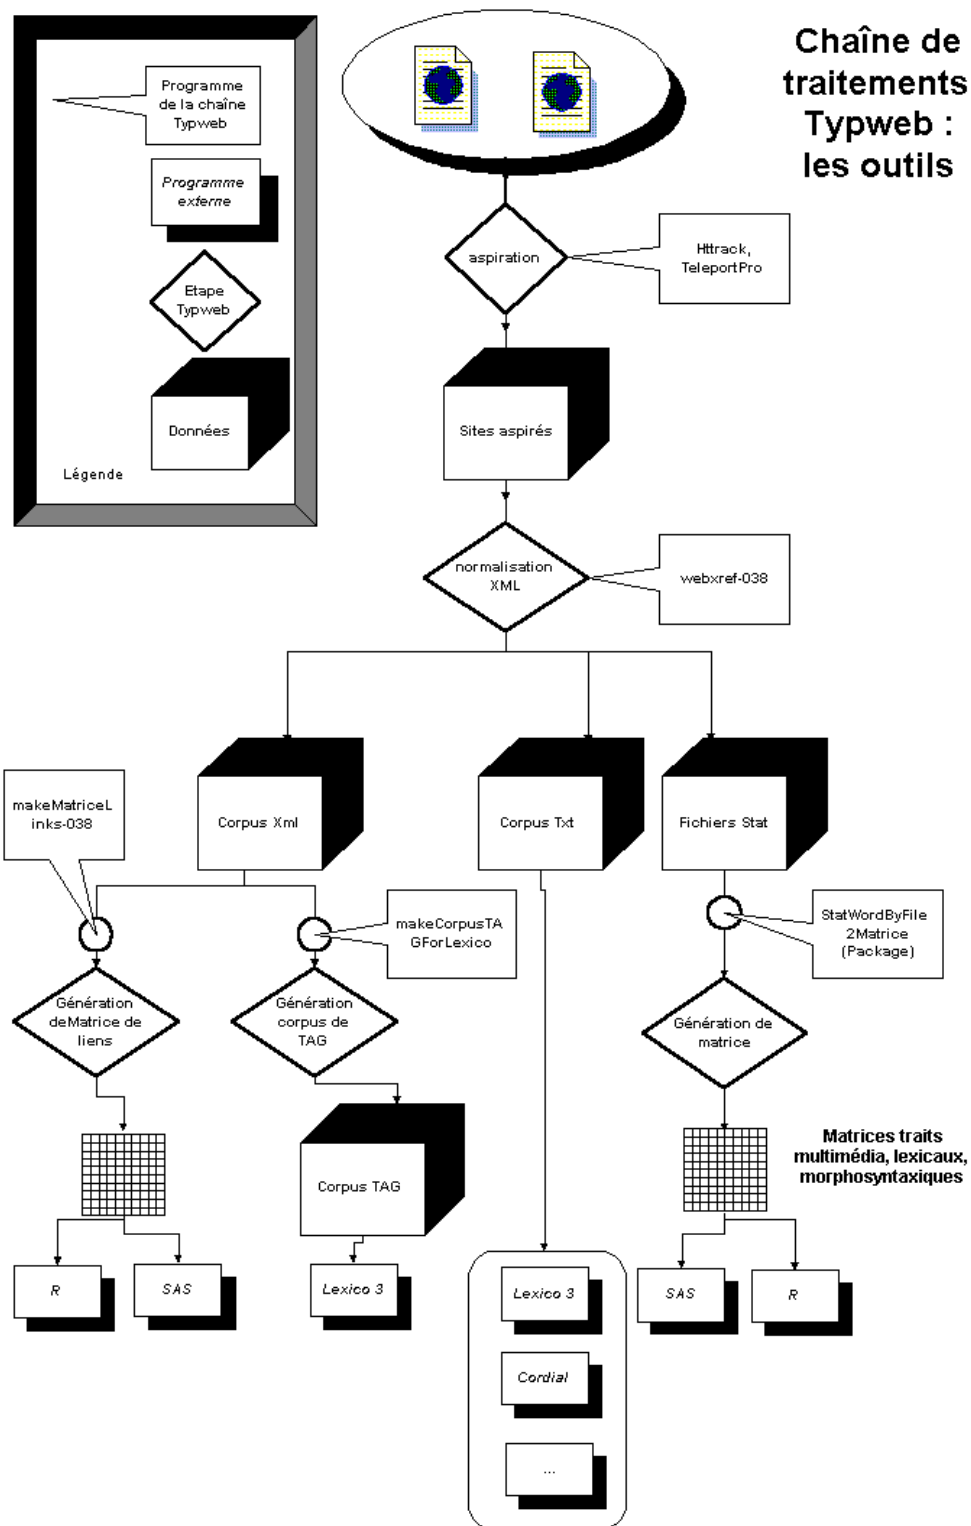 Chaîne de
traitements
Typweb :
les outils
Programme
de la chaîne
Typweb
Programme
externe
Etape
Typweb
Données
Légende
aspiration
Httrack,
TeleportPro
Sites aspirés
normalisation
XML
webxref-038
Corpus Xml
Corpus Txt
Fichiers Stat
makeMatriceL
inks-038
makeCorpusTA
GForLexico
StatWordByFile
2Matrice
(Package)
Génération
deMatrice de
liens
Génération
corpus de
TAG
Génération de
matrice
Matrices traits
multimédia, lexicaux,
morphosyntaxiques
Corpus TAG
R
SAS
Lexico 3
Lexico 3
SAS
R
Cordial
...